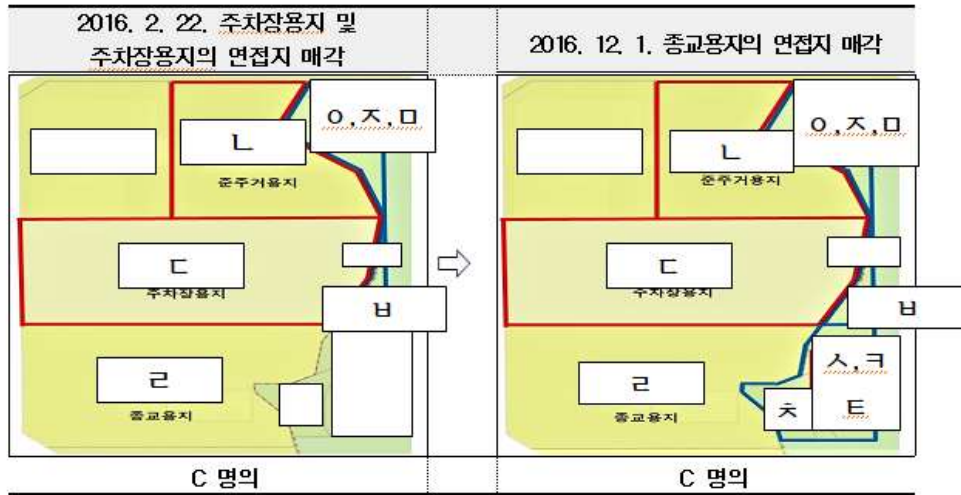 2016. 2. 22. 주차장용지 및
주차장용지의 연접지 매각
2016. 12. 1. 종교용지의 연접지 매각
ㅇ,ㅈ,ㅁ
ㄴ
준주거용지
ㄷ
주차장용지
ㅂ
ㄹ
종교용지
ㅇ,ㅈ,ㅁ
ㄴ
준주거용지
ㄷ
주차장용지
ㅂ
ㅅ,ㅋ
ㄹ
ㅊ
ㅌ
종교용지
C 명의
C 명의